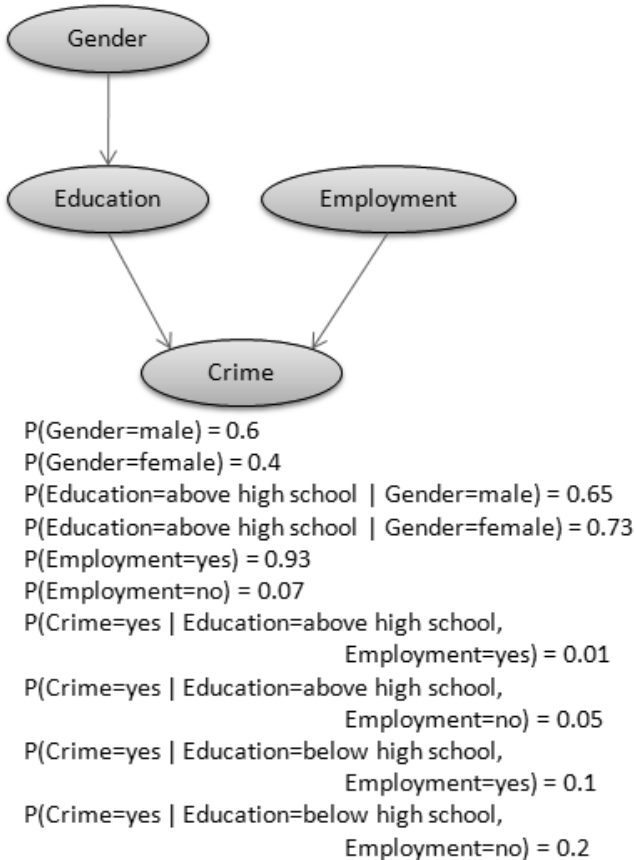 Gender
Education
Employment
Crime
P(Gender=male) = 0.6
P(Gender=female) = 0.4
P(Education=above high school | Gender=male) = 0.65
P(Education=above high school | Gender=female) = 0.73
P(Employment=yes) = 0.93
P(Employment=no) = 0.07
P(Crime=yes | Education=above high school,
Employment=yes) = 0.01
P(Crime=yes | Education=above high school,
Employment=no) = 0.05
P(Crime=yes | Education=below high school,
Employment=yes) = 0.1
P(Crime=yes | Education=below high school,
Employment=no) = 0.2